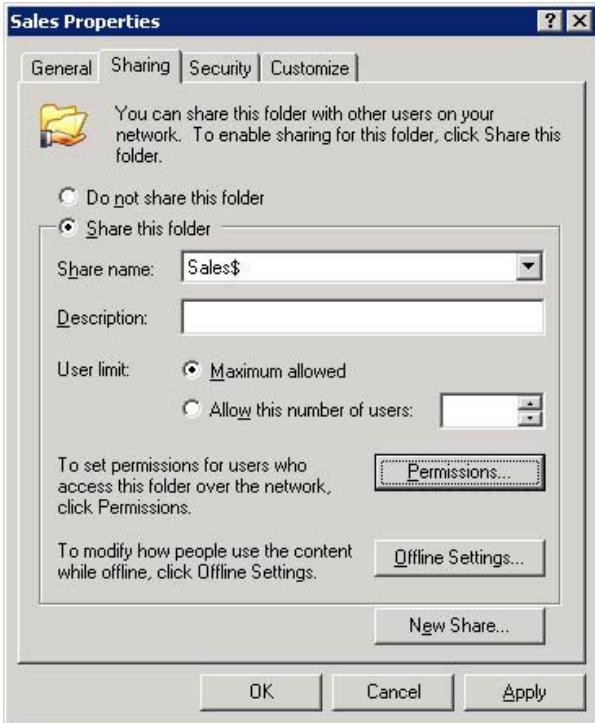 Sales Properties
General Sharing Security Customize
You can share this folder with other users on your
network. To enable sharing for this folder, click Share this
folder.
Do not share this folder
Share this folder
Share name: Sales$
Description:
User limit: Maximum allowed
Allow this number of users:
To set permissions for users who
access this folder over the network,
click Permissions.
Permissions...
To modify how people use the content
while offline, click Offline Settings.
Offline Settings...
New Share...
OK Cancel Apply